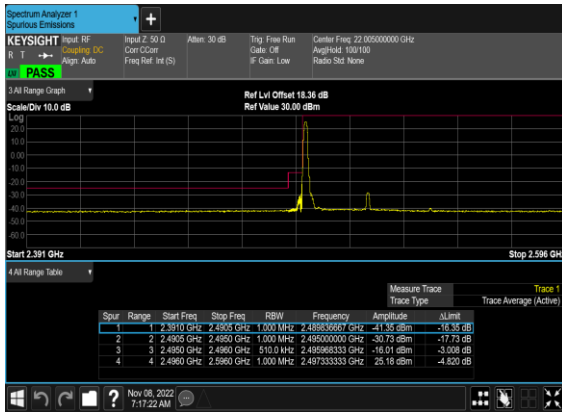 Spectrum Analyzer 1
Spurious Emissions
+
KEYSIGHT Input: RF Input Z: 50 Ω Atten: 30 dB Trig: Free Run Center Freq: 22.005000000 GHz
R T Coupling: DC Corr CCorr Gate: Off Avg|Hold: 100/100
Align: Auto Freq Ref: Int (S) IF Gain: Low Radio Std: None
PASS
3 All Range Graph
Ref Lvl Offset 18.36 dB
Scale/Div 10.0 dB Ref Value 30.00 dBm
Log
20.0
10.0
0.00
-10.0
-20.0
-30.0
-40.0
-50.0
-60.0
Start 2.391 GHz Stop 2.596 GH
4 All Range Table
Measure Trace Trace 1
Trace Type Trace Average (Active)
Spur Range Start Freq Stop Freq RBW Frequency Amplitude ΔLimit
1 1 2.3910 GHz 2.4905 GHz 1.000 MHz 2.489836667 GHz -41.35 dBm -16.35 dB
2 2 2.4905 GHz 2.4950 GHz 1.000 MHz 2.495000000 GHz -30.73 dBm -17.73 dB
3 3 2.4950 GHz 2.4960 GHz 510.0 kHz 2.495968333 GHz -16.01 dBm -3.008 dB
4 4 2.4960 GHz 2.5960 GHz 1.000 MHz 2.497333333 GHz 25.18 dBm -4.820 dB
? Nov 08, 2022
7:17:22 AM